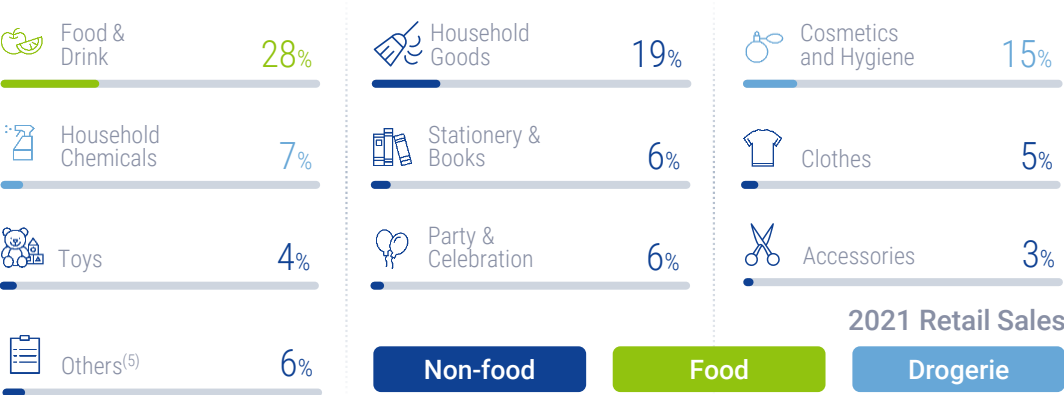 Food &
Drink
28%
Household
Goods
19%
Cosmetics
and Hygiene
15%
Household
Chemicals
7%
Stationery &
Books
6%
Clothes
5%
Toys
4%
Party &
Celebration
6%
Accessories
3%
2021 Retail Sales
Others(5)
6%
Non-food
Food
Drogerie